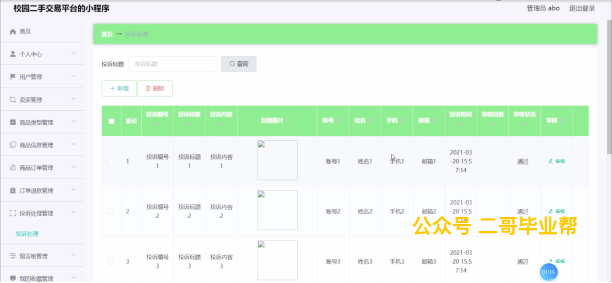 校园二手交易平台的小程序
管理员 abo 退出登录
首页
个人中心
用户管理
卖家管理
商品类型管理
商品信息管理
商品订单管理
订单退款管理
投诉处理管理
投诉处理
留言板管理
我的收藏管理
首页 投诉处理
投诉标题 投诉标题 查询
+ 新增 删除
索引 投诉编号 投诉标题 投诉内容 封面图片 账号 姓名 手机 邮箱 投诉时间 审核回复 审核状态 审核
1 投诉编号1 投诉标题1 投诉内容1 账号1 姓名1 手机1 邮箱1 2021-03-20 15:57:14 通过 审核
2 投诉编号2 投诉标题2 投诉内容2 账号2 姓名2 手机2 邮箱2 2021-03-20 15:57:14 通过 审核
3 投诉编号3 投诉标题3 投诉内容3 账号3 姓名3 手机3 邮箱3 2021-03-20 15:57:14 通过 审核
公众号 二哥毕业帮